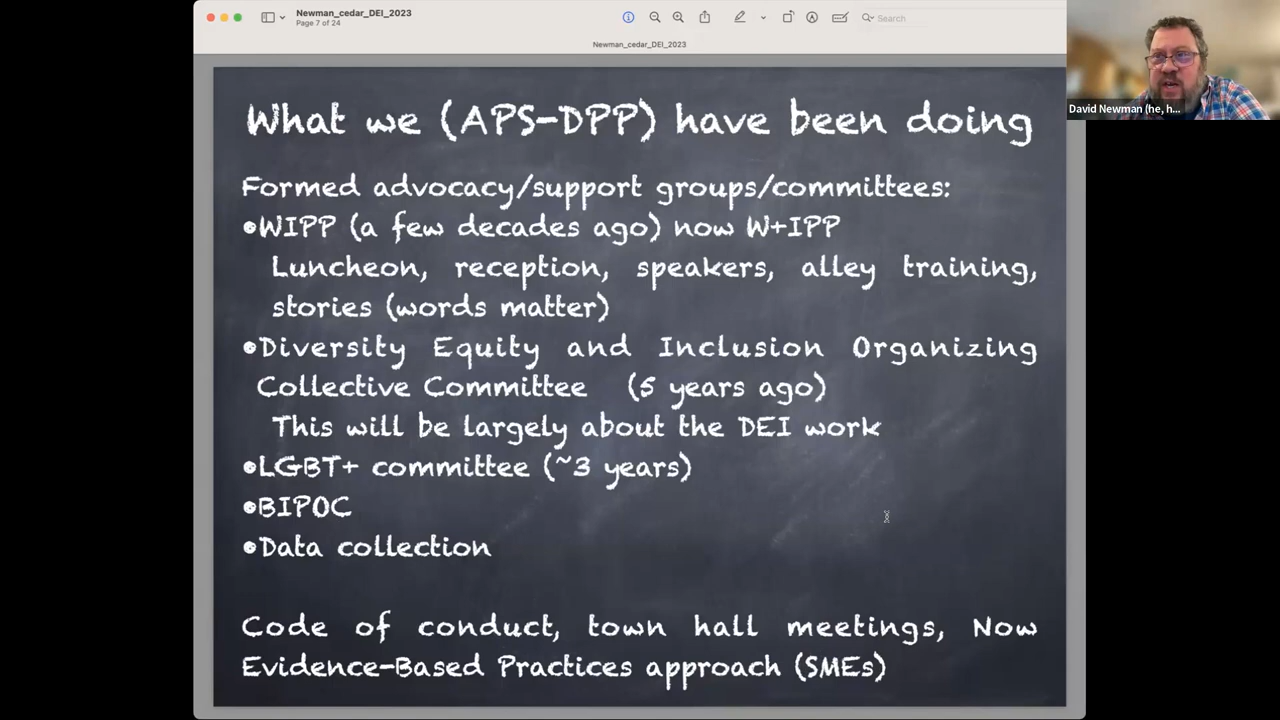 Newman_cedar_DEI_2023
Page 7 of 24
Search
Newman_cedar_DEI_2023
David Newman (he, h...
What we (APS-DPP) have been doing
Formed advocacy/support groups/committees:
•WIPP (a few decades ago) now W+IPP
Luncheon, reception, speakers, alley training,
stories (words matter)
•Diversity Equity and Inclusion Organizing
Collective Committee (5 years ago)
This will be largely about the DEI work
•LGBT+ committee (~3 years)
•BIPOC
•Data collection
Code of conduct, town hall meetings, Now
Evidence-Based Practices approach (SMEs)